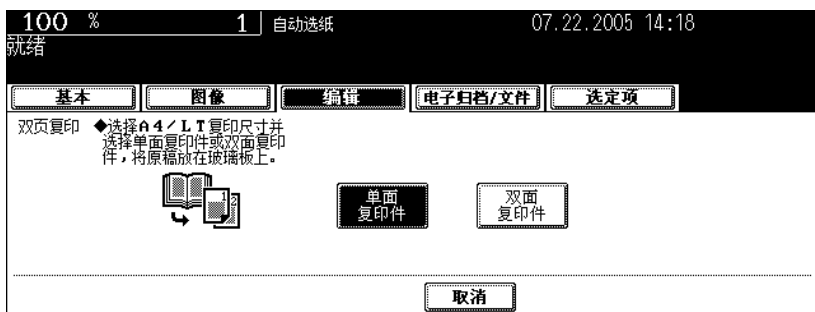 100 % 1 自动选纸 07.22.2005 14:18
就绪
基本 图像 编辑 电子归档/文件 选定项
双页复印 ◆选择A4/LT复印尺寸并
选择单面复印件或双面复印
件，将原稿放在玻璃板上。
1 2
单面
复印件
双面
复印件
取消